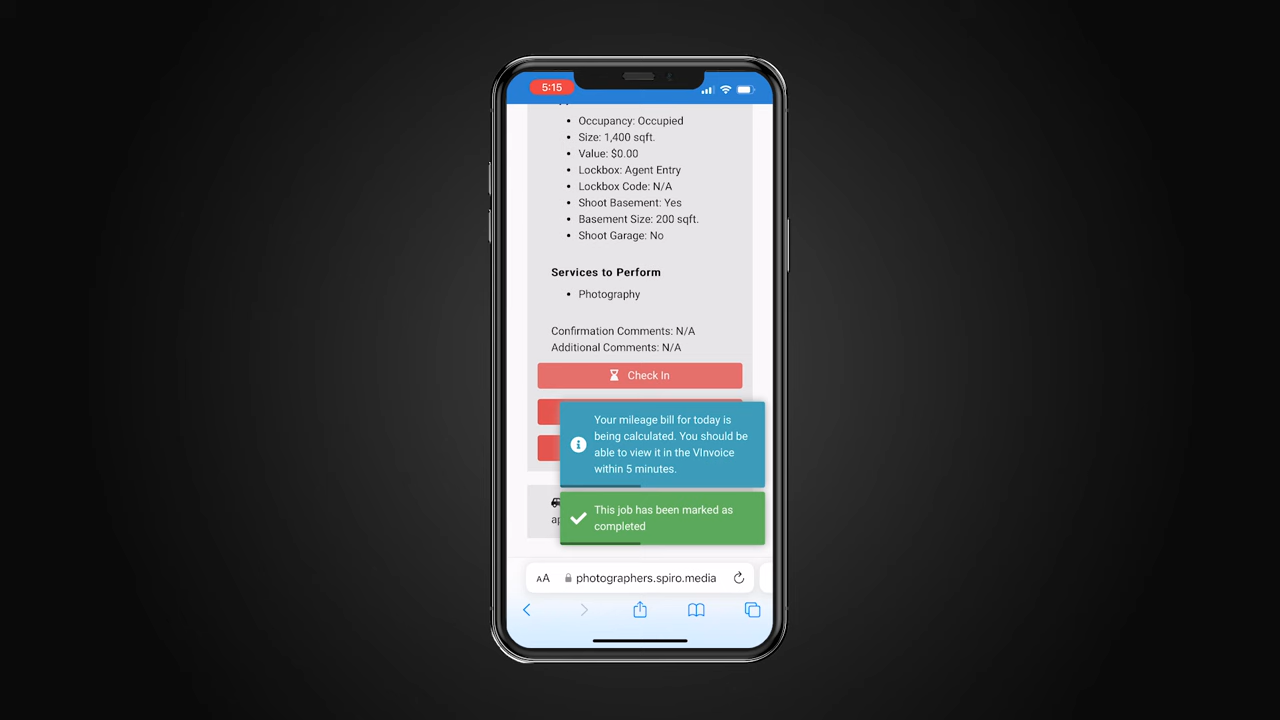 5:15
Occupancy: Occupied
Size: 1,400 sqft.
Value: $0.00
Lockbox: Agent Entry
Lockbox Code: N/A
Shoot Basement: Yes
Basement Size: 200 sqft.
Shoot Garage: No
Services to Perform
Photography
Confirmation Comments: N/A
Additional Comments: N/A
Check In
Your mileage bill for today is
being calculated. You should be
able to view it in the VInvoice
within 5 minutes.
This job has been marked as
completed
AA photographers.spiro.media